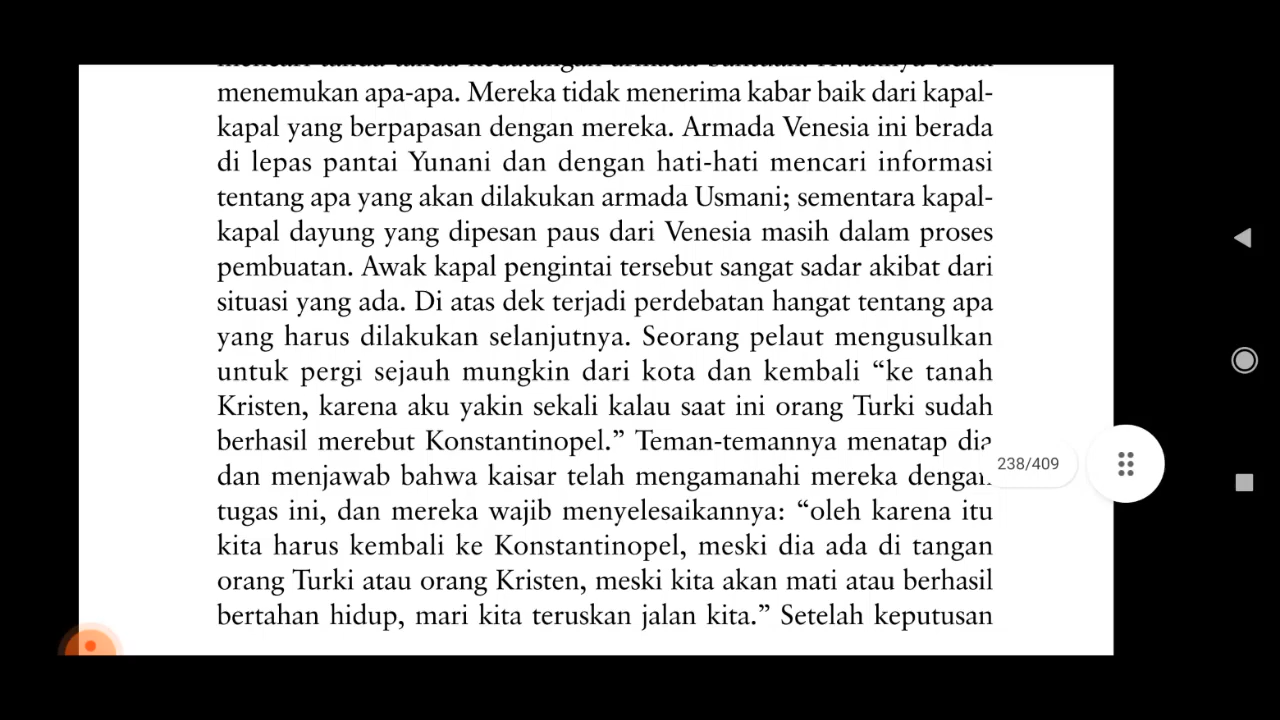 menemukan apa-apa. Mereka tidak menerima kabar baik dari kapal-
kapal yang berpapasan dengan mereka. Armada Venesia ini berada
di lepas pantai Yunani dan dengan hati-hati mencari informasi
tentang apa yang akan dilakukan armada Usmani; sementara kapal-
kapal dayung yang dipesan paus dari Venesia masih dalam proses
pembuatan. Awak kapal pengintai tersebut sangat sadar akibat dari
situasi yang ada. Di atas dek terjadi perdebatan hangat tentang apa
yang harus dilakukan selanjutnya. Seorang pelaut mengusulkan
untuk pergi sejauh mungkin dari kota dan kembali “ke tanah
Kristen, karena aku yakin sekali kalau saat ini orang Turki sudah
berhasil merebut Konstantinopel.” Teman-temannya menatap dia
dan menjawab bahwa kaisar telah mengamanahi mereka dengan
238/409
tugas ini, dan mereka wajib menyelesaikannya: “oleh karena itu
kita harus kembali ke Konstantinopel, meski dia ada di tangan
orang Turki atau orang Kristen, meski kita akan mati atau berhasil
bertahan hidup, mari kita teruskan jalan kita.” Setelah keputusan